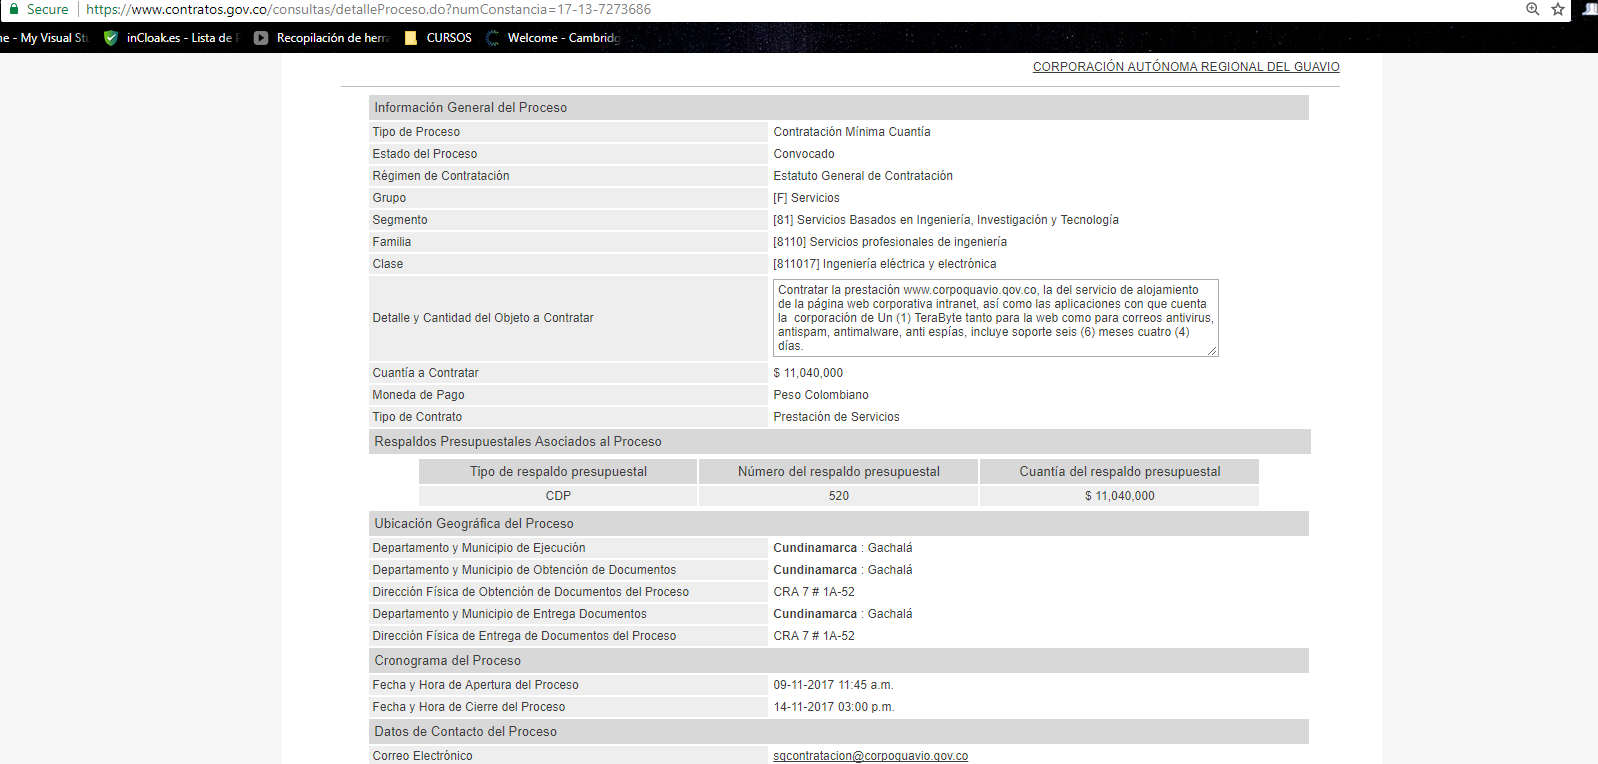 Secure https://www.contratos.gov.co/consultas/detalleProceso.do?numConstancia=17-13-7273686
ne - My Visual Stu inCloak.es - Lista de Recopilación de herra CURSOS Welcome - Cambridg
CORPORACIÓN AUTÓNOMA REGIONAL DEL GUAVIO
Información General del Proceso
Tipo de Proceso Contratación Mínima Cuantía
Estado del Proceso Convocado
Régimen de Contratación Estatuto General de Contratación
Grupo [F] Servicios
Segmento [81] Servicios Basados en Ingeniería, Investigación y Tecnología
Familia [8110] Servicios profesionales de ingeniería
Clase [811017] Ingeniería eléctrica y electrónica
Detalle y Cantidad del Objeto a Contratar
Contratar la prestación www.corpoguavio.gov.co, la del servicio de alojamiento
de la página web corporativa intranet, así como las aplicaciones con que cuenta
la corporación de Un (1) TeraByte tanto para la web como para correos antivirus,
antispam, antimalware, anti espías, incluye soporte seis (6) meses cuatro (4)
días.
Cuantía a Contratar $ 11,040,000
Moneda de Pago Peso Colombiano
Tipo de Contrato Prestación de Servicios
Respaldos Presupuestales Asociados al Proceso
Tipo de respaldo presupuestal Número del respaldo presupuestal Cuantía del respaldo presupuestal
CDP 520 $ 11,040,000
Ubicación Geográfica del Proceso
Departamento y Municipio de Ejecución Cundinamarca : Gachalá
Departamento y Municipio de Obtención de Documentos Cundinamarca : Gachalá
Dirección Física de Obtención de Documentos del Proceso CRA 7 # 1A-52
Departamento y Municipio de Entrega Documentos Cundinamarca : Gachalá
Dirección Física de Entrega de Documentos del Proceso CRA 7 # 1A-52
Cronograma del Proceso
Fecha y Hora de Apertura del Proceso 09-11-2017 11:45 a.m.
Fecha y Hora de Cierre del Proceso 14-11-2017 03:00 p.m.
Datos de Contacto del Proceso
Correo Electrónico sgcontratacion@corpoguavio.gov.co